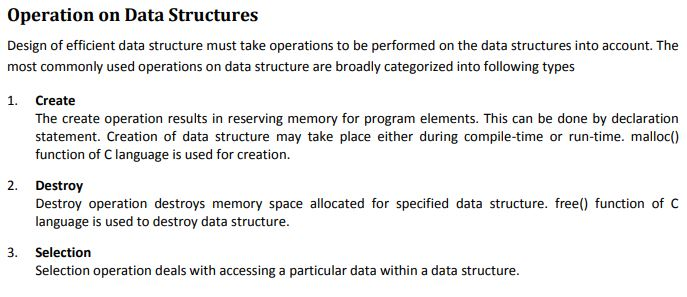 Operation on Data Structures
Design of efficient data structure must take operations to be performed on the data structures into account. The
most commonly used operations on data structure are broadly categorized into following types
1. Create
The create operation results in reserving memory for program elements. This can be done by declaration
statement. Creation of data structure may take place either during compile-time or run-time. malloc()
function of C language is used for creation.
2. Destroy
Destroy operation destroys memory space allocated for specified data structure. free() function of C
language is used to destroy data structure.
3. Selection
Selection operation deals with accessing a particular data within a data structure.